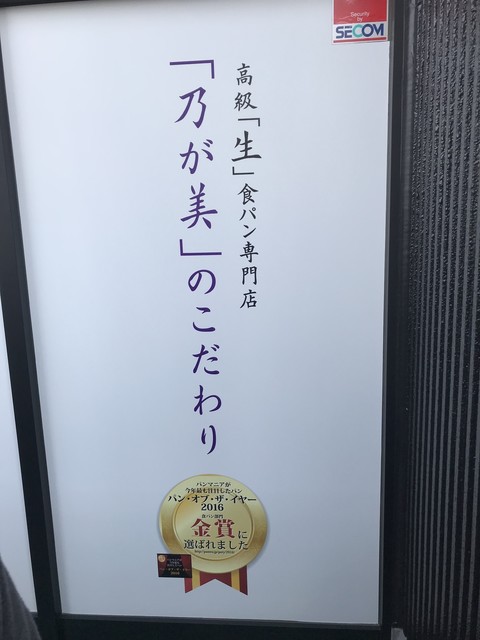 Security by
SECOM
高級「生」食パン専門店
「乃が美」のこだわり
パンマニアが
今年最も注目したパン
パン・オブ・ザ・イヤー
2016
食パン部門
金賞に
選ばれました